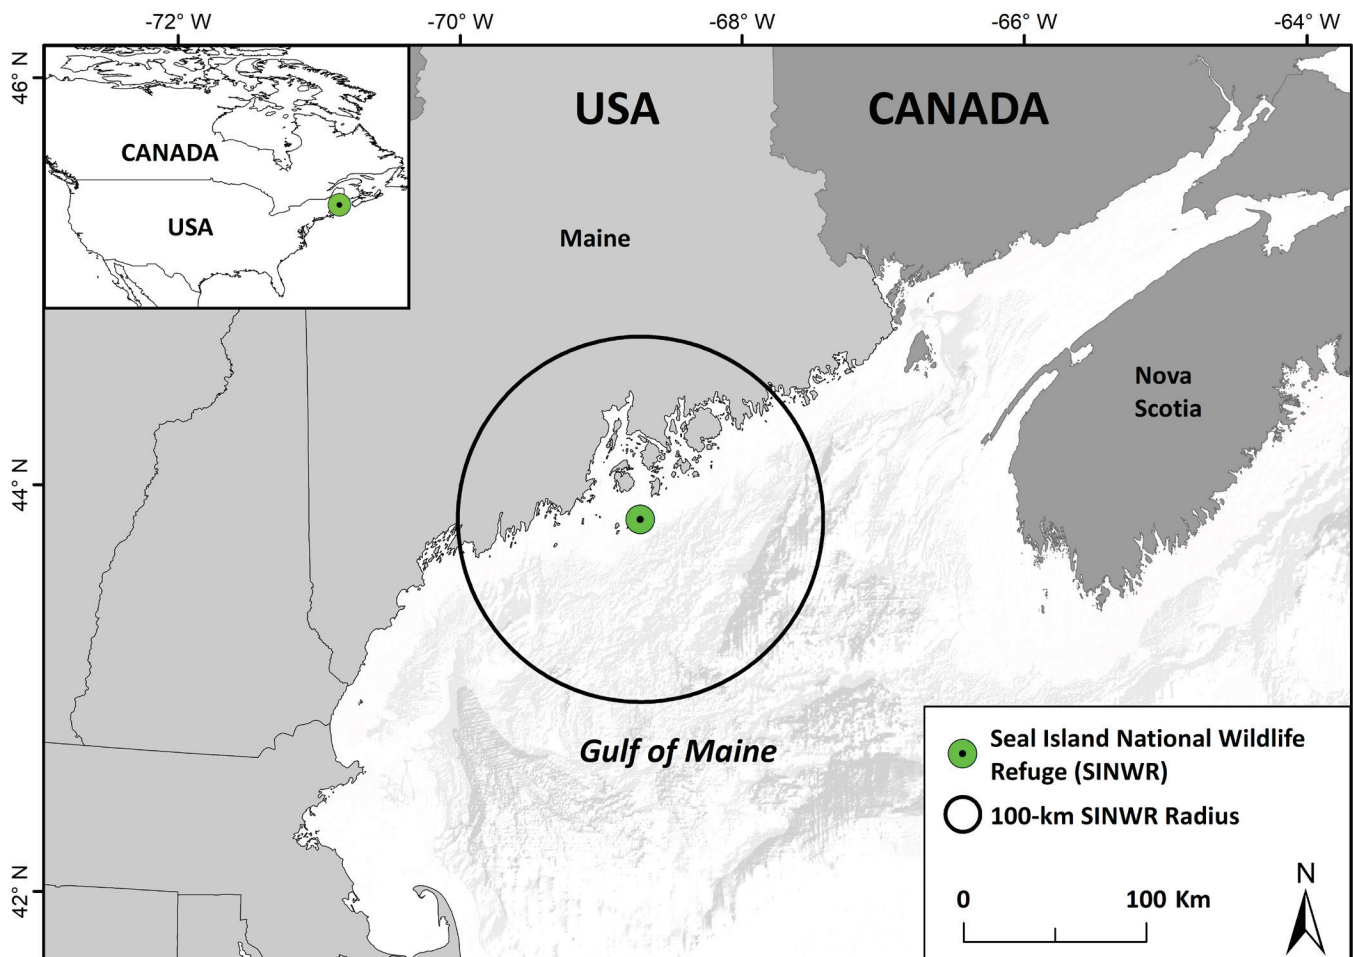 -72° W
-70° W
-68° W
-66° W
-64° W
46° N
44° N
42° N
CANADA
USA
USA
CANADA
Maine
Nova
Scotia
Gulf of Maine
Seal Island National Wildlife
Refuge (SINWR)
100-km SINWR Radius
0 100 Km
N